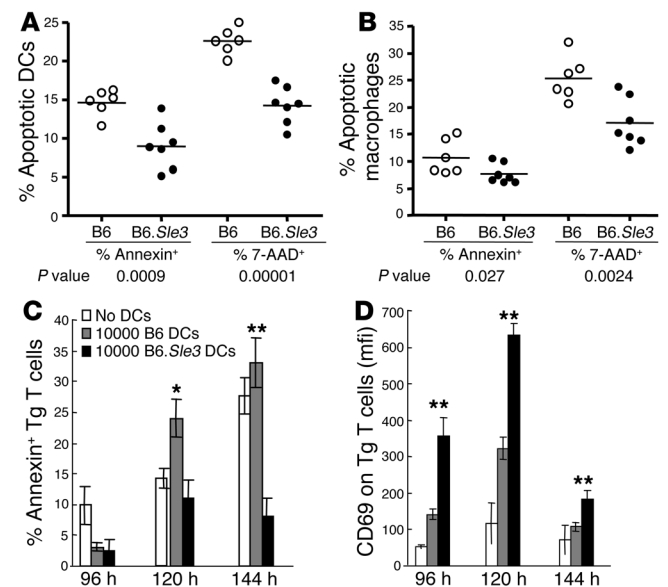 A
% Apoptotic DCs
25
20
15
10
5
0
B6 B6.Sle3 B6 B6.Sle3
% Annexin⁺ % 7-AAD⁺
P value 0.0009 0.00001
B
% Apoptotic
macrophages
35
30
25
20
15
10
5
0
B6 B6.Sle3 B6 B6.Sle3
% Annexin⁺ % 7-AAD⁺
P value 0.027 0.0024
C
No DCs
10000 B6 DCs
10000 B6.Sle3 DCs
% Annexin⁺ Tg T cells
40
35
30
25
20
15
10
5
0
*
**
96 h 120 h 144 h
D
CD69 on Tg T cells (mfi)
700
600
500
400
300
200
100
0
**
**
**
96 h 120 h 144 h